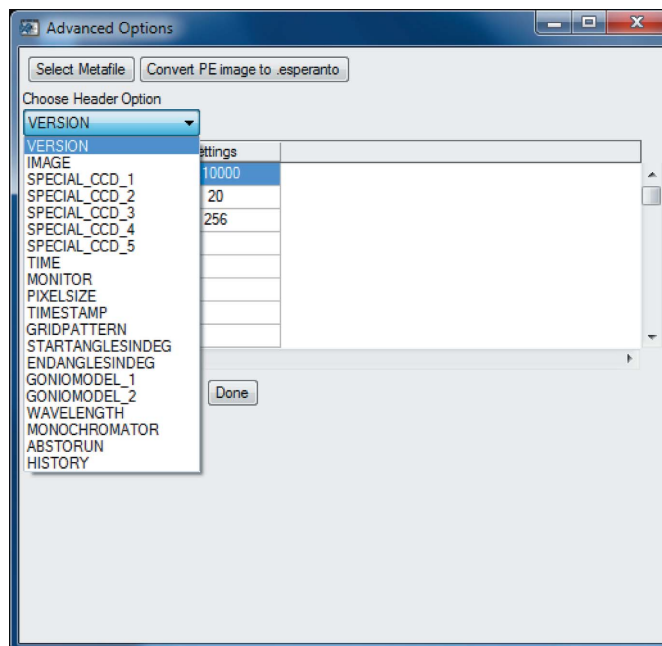 Advanced Options
Select Metafile Convert PE image to .esperanto
Choose Header Option
VERSION
VERSION
IMAGE
SPECIAL_CCD_1
SPECIAL_CCD_2
SPECIAL_CCD_3
SPECIAL_CCD_4
SPECIAL_CCD_5
TIME
MONITOR
PIXELSIZE
TIMESTAMP
GRIDPATTERN
STARTANGLESINDEG
ENDANGLESINDEG
GONIOMODEL_1
GONIOMODEL_2
WAVELENGTH
MONOCHROMATOR
ABSTORUN
HISTORY
ettings
10000
20
256
Done